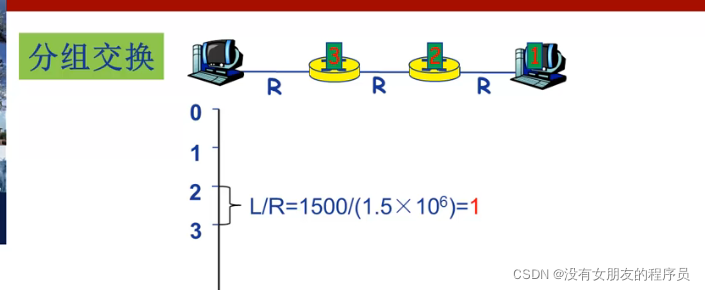 分组交换
3 2 1
R R R
0
1
2
L/R=1500/(1.5×10⁶)=1
3
CSDN @没有女朋友的程序员